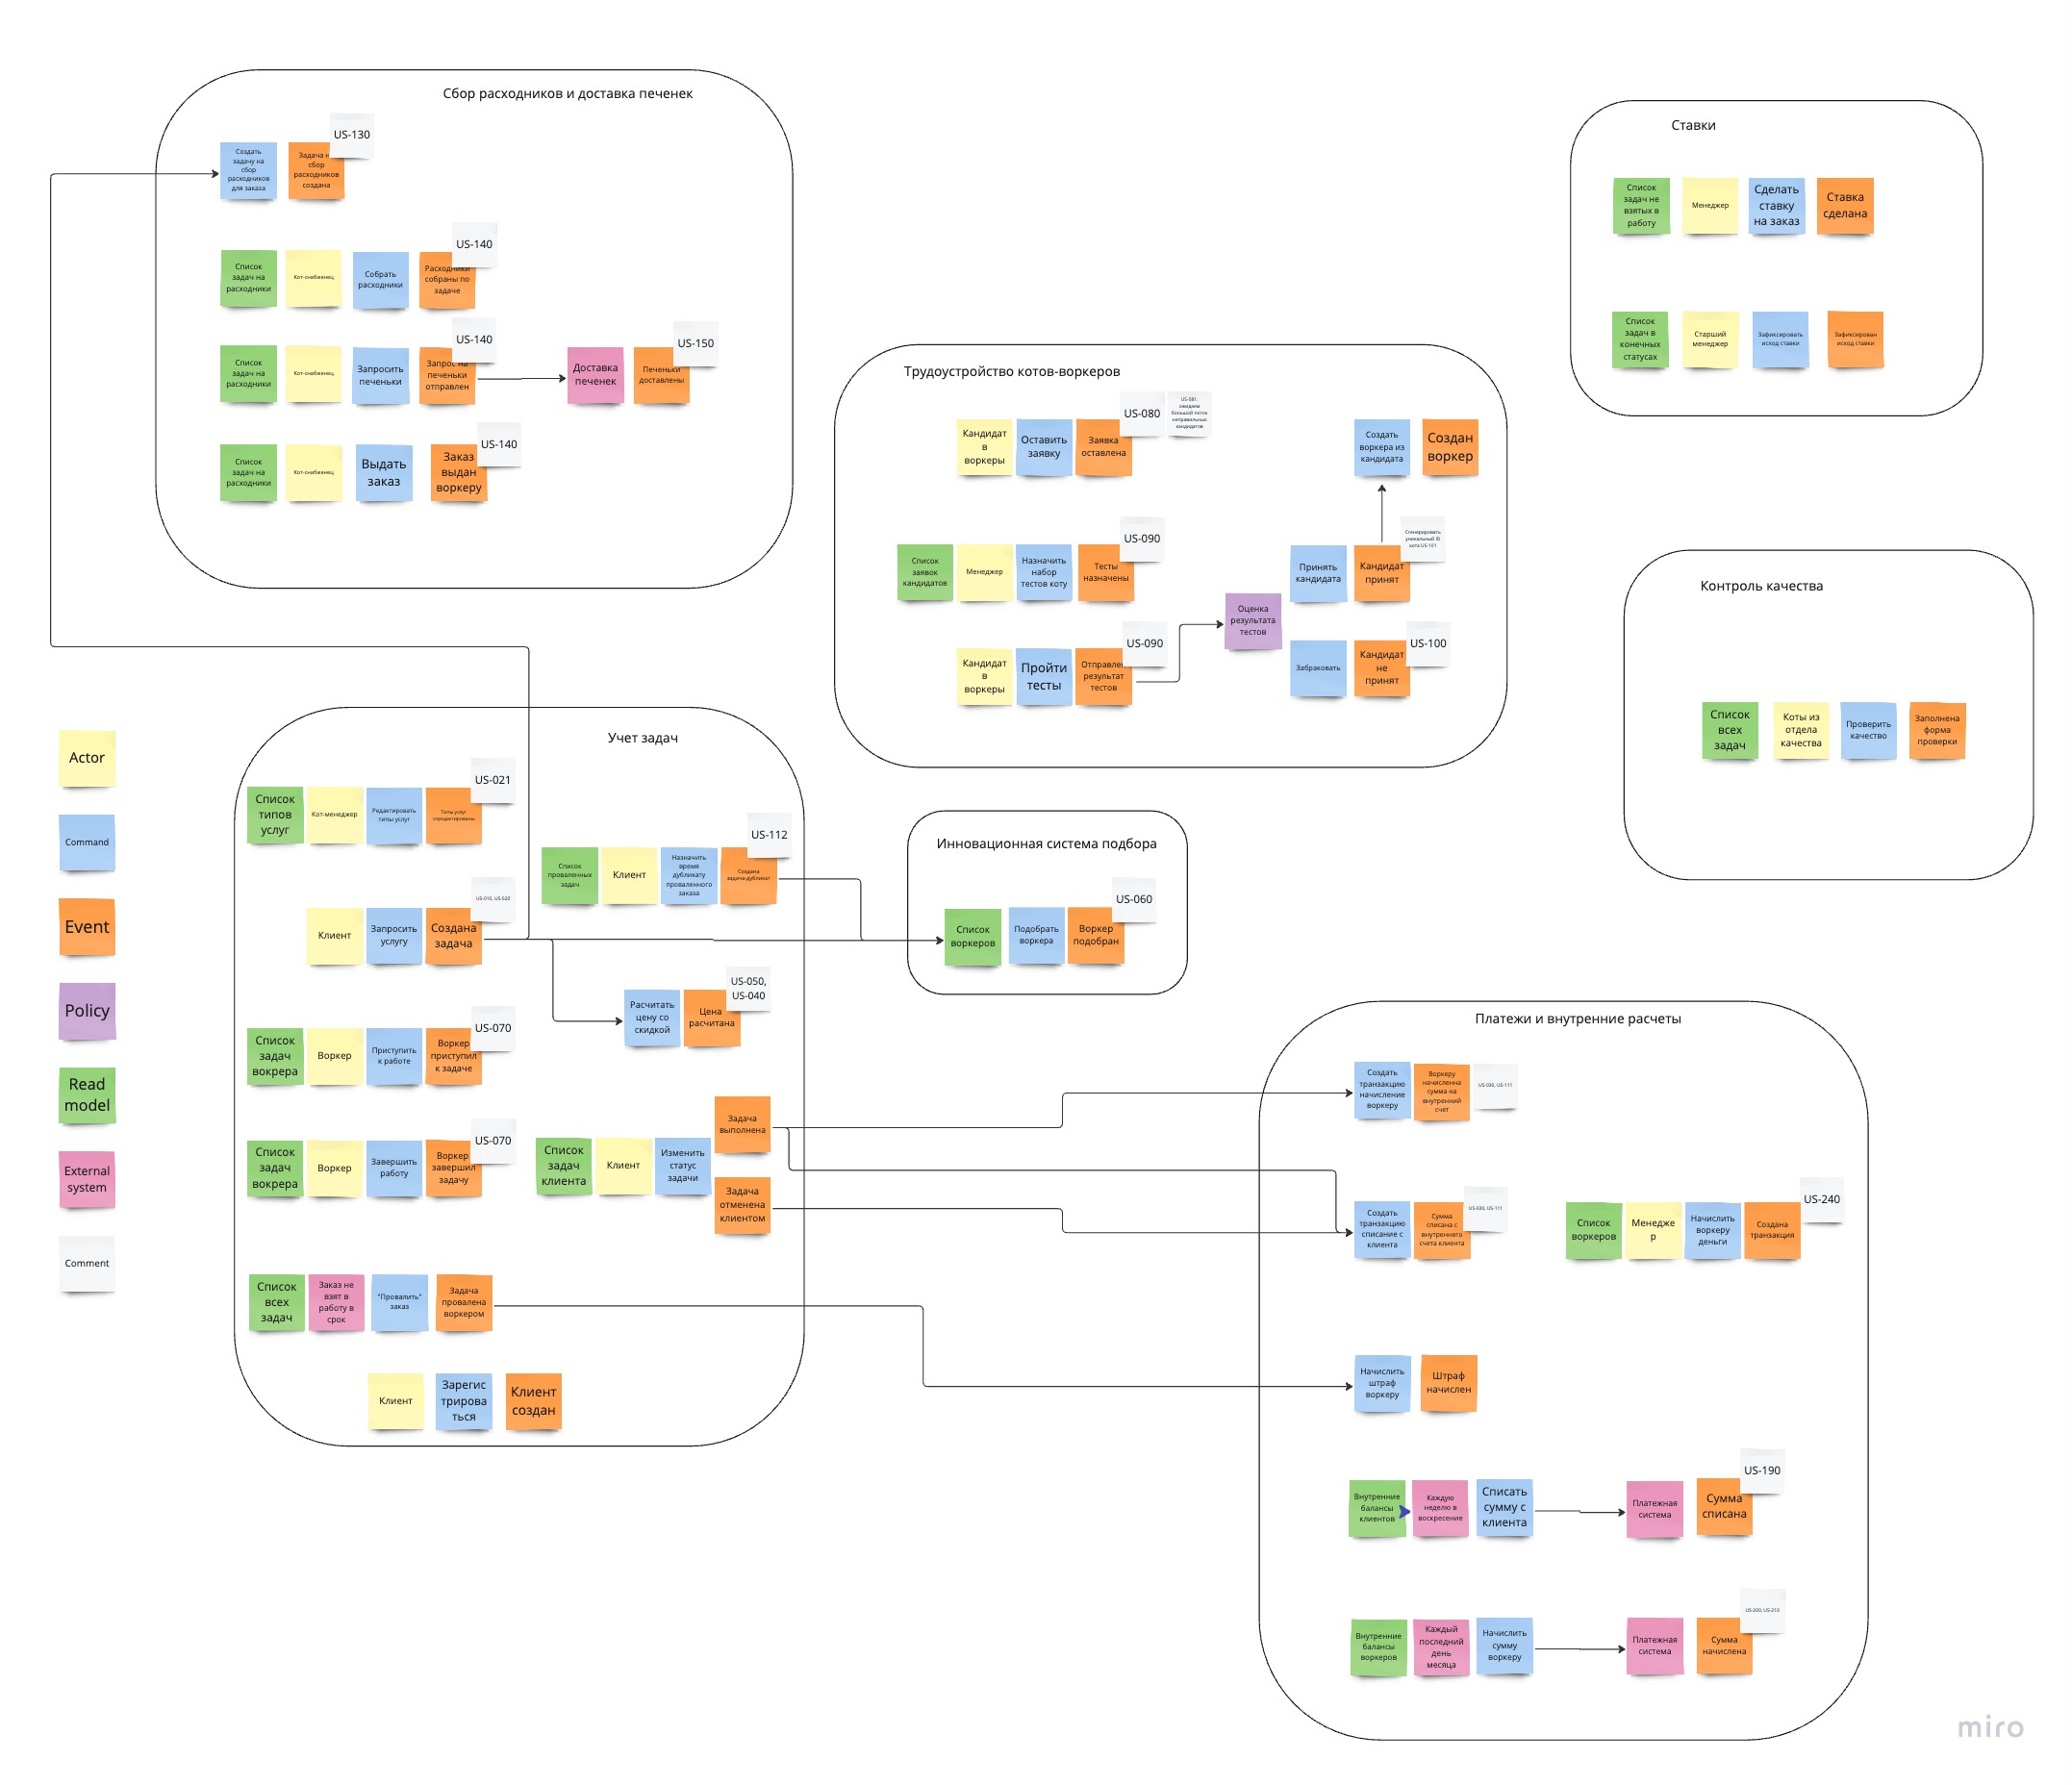 Сбор расходников и доставка печенек
US-130
Создать
задачу на
сбор
расходников
для заказа
Задача н
сбор
расходников
создана
US-140
Список
задач на
расходники
Кот-снабженец
Собрать
расходники
Расходники
собраны по
задаче
US-140
Список
задач на
расходники
Кот-снабженец
Запросить
печеньки
Запрос на
печеньки
отправлен
US-150
Доставка
печенек
Печеньки
доставлены
US-140
Список
задач на
расходники
Кот-снабженец
Выдать
заказ
Заказ
выдан
воркеру
Ставки
Список
задач не
взятых в
работу
Менеджер
Сделать
ставку
на заказ
Ставка
сделана
Список
задач в
конечных
статусах
Старший
менеджер
Зафиксировать
исход ставки
Зафиксирован
исход ставки
Трудоустройство котов-воркеров
US-080
US-081:
ожидаем
большой поток
неправильных
кандидатов
Кандидат
в
воркеры
Оставить
заявку
Заявка
оставлена
Создать
воркера из
кандидата
Создан
воркер
US-090
Список
заявок
кандидатов
Менеджер
Назначить
набор
тестов коту
Тесты
назначены
Сгенерировать
уникальный ID
кота US-101
Принять
кандидата
Кандидат
принят
Оценка
результата
тестов
US-090
Кандидат
в
воркеры
Пройти
тесты
Отправлен
результат
тестов
US-100
Забраковать
Кандидат
не
принят
Контроль качества
Список
всех
задач
Коты из
отдела
качества
Проверить
качество
Заполнена
форма
проверки
Actor
Command
Event
Policy
Read
model
External
system
Comment
Учет задач
US-021
Список
типов
услуг
Кот-менеджер
Редактировать
типы услуг
Типы услуг
отредактированы
US-112
Список
проваленных
задач
Клиент
Назначить
время
дубликату
проваленного
заказа
Создана
задача-дубликат
US-010, US-020
Клиент
Запросить
услугу
Создана
задача
US-050,
US-040
Расчитать
цену со
скидкой
Цена
расчитана
US-070
Список
задач
вокрера
Воркер
Приступить
к работе
Воркер
приступил
к задаче
US-070
Список
задач
вокрера
Воркер
Завершить
работу
Воркер
завершил
задачу
Список
задач
клиента
Клиент
Изменить
статус
задачи
Задача
выполнена
Задача
отменена
клиентом
Список
всех
задач
Заказ не
взят в
работу в
срок
"Провалить"
заказ
Задача
провалена
воркером
Клиент
Зарегис
трирова
ться
Клиент
создан
Инновационная система подбора
US-060
Список
воркеров
Подобрать
воркера
Воркер
подобран
Платежи и внутренние расчеты
Создать
транзакцию
начисление
воркеру
Воркеру
начисленна
сумма на
внутренний
счет
US-030, US-111
Создать
транзакцию
списание с
клиента
Сумма
списана с
внутреннего
счета клиента
US-030, US-111
US-240
Список
воркеров
Менедже
р
Начислить
воркеру
деньги
Создана
транзакция
Начислить
штраф
воркеру
Штраф
начислен
US-190
Внутренние
балансы
клиентов
Каждую
неделю в
воскресение
Списать
сумму с
клиента
Платежная
система
Сумма
списана
US-200, US-210
Внутренние
балансы
воркеров
Каждый
последний
день
месяца
Начислить
сумму
воркеру
Платежная
система
Сумма
начислена
miro